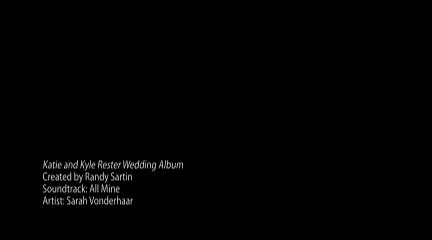 Katie and Kyle Rester Wedding Album
Created by Randy Sartin
Soundtrack: All Mine
Artist: Sarah Vonderhaar